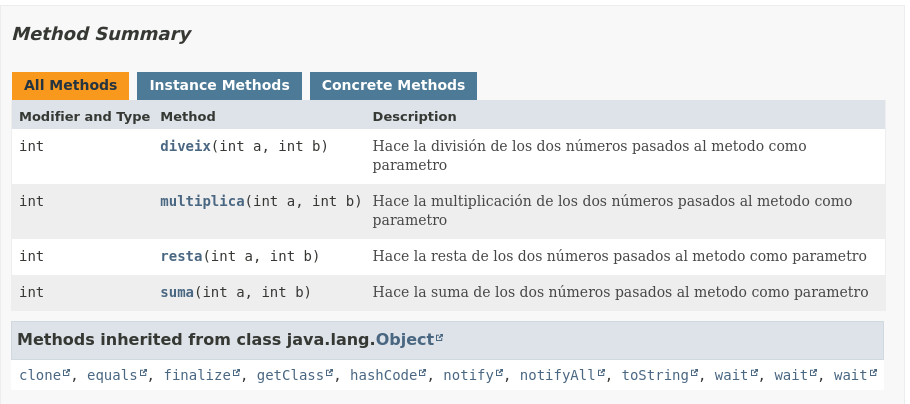 Method Summary
All Methods Instance Methods Concrete Methods
Modifier and Type Method Description
int diveix(int a, int b) Hace la división de los dos números pasados al metodo como
parametro
int multiplica(int a, int b) Hace la multiplicación de los dos números pasados al metodo como
parametro
int resta(int a, int b) Hace la resta de los dos números pasados al metodo como parametro
int suma(int a, int b) Hace la suma de los dos números pasados al metodo como parametro
Methods inherited from class java.lang.Object
clone, equals, finalize, getClass, hashCode, notify, notifyAll, toString, wait, wait, wait